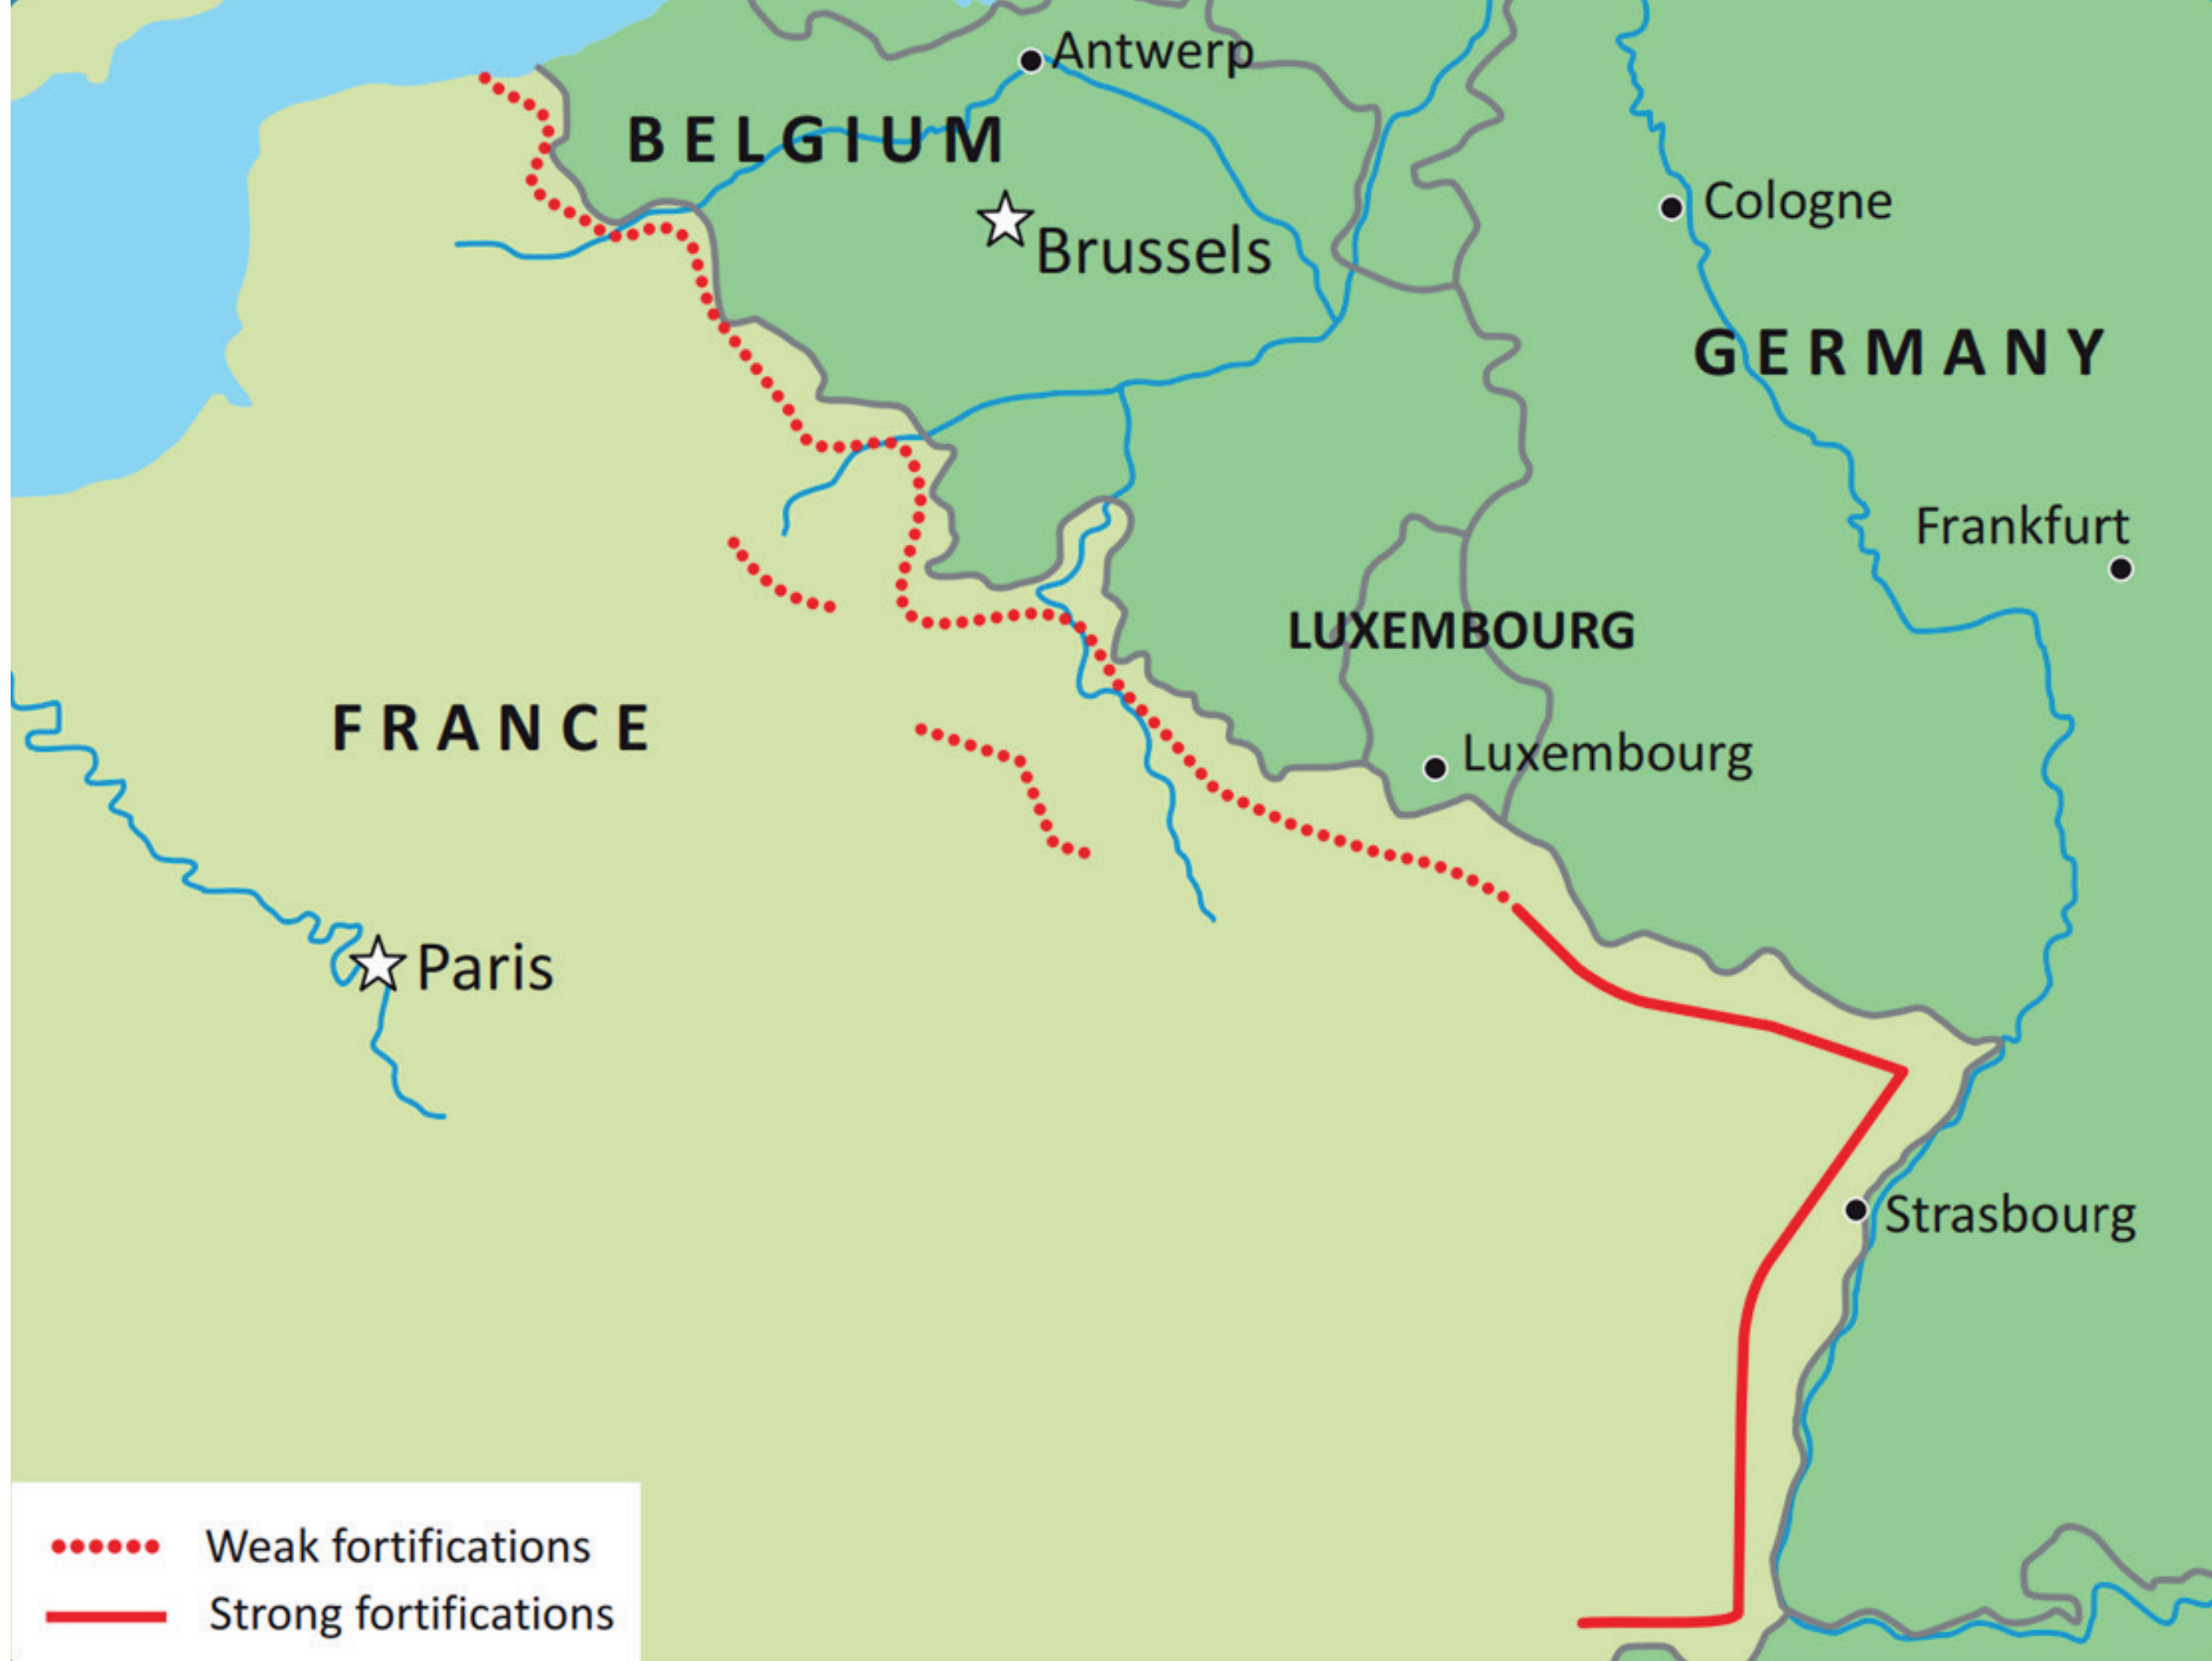 Antwerp
BELGIUM
Cologne
Brussels
GERMANY
Frankfurt
LUXEMBOURG
FRANCE
Luxembourg
Paris
Strasbourg
Weak fortifications
Strong fortifications